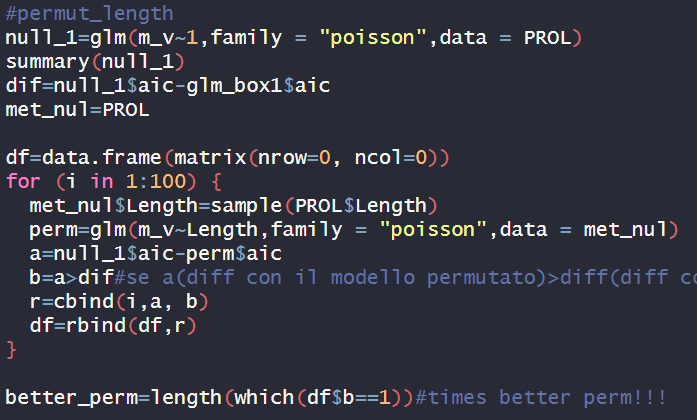 #permut_length
null_1=glm(m_v~1,family = "poisson",data = PROL)
summary(null_1)
dif=null_1$aic-glm_box1$aic
met_nul=PROL
df=data.frame(matrix(nrow=0, ncol=0))
for (i in 1:100) {
met_nul$Length=sample(PROL$Length)
perm=glm(m_v~Length,family = "poisson",data = met_nul)
a=null_1$aic-perm$aic
b=a>dif#se a(diff con il modello permutato)>diff(diff
r=cbind(i,a, b)
df=rbind(df,r)
}
better_perm=length(which(df$b==1))#times better perm!!!